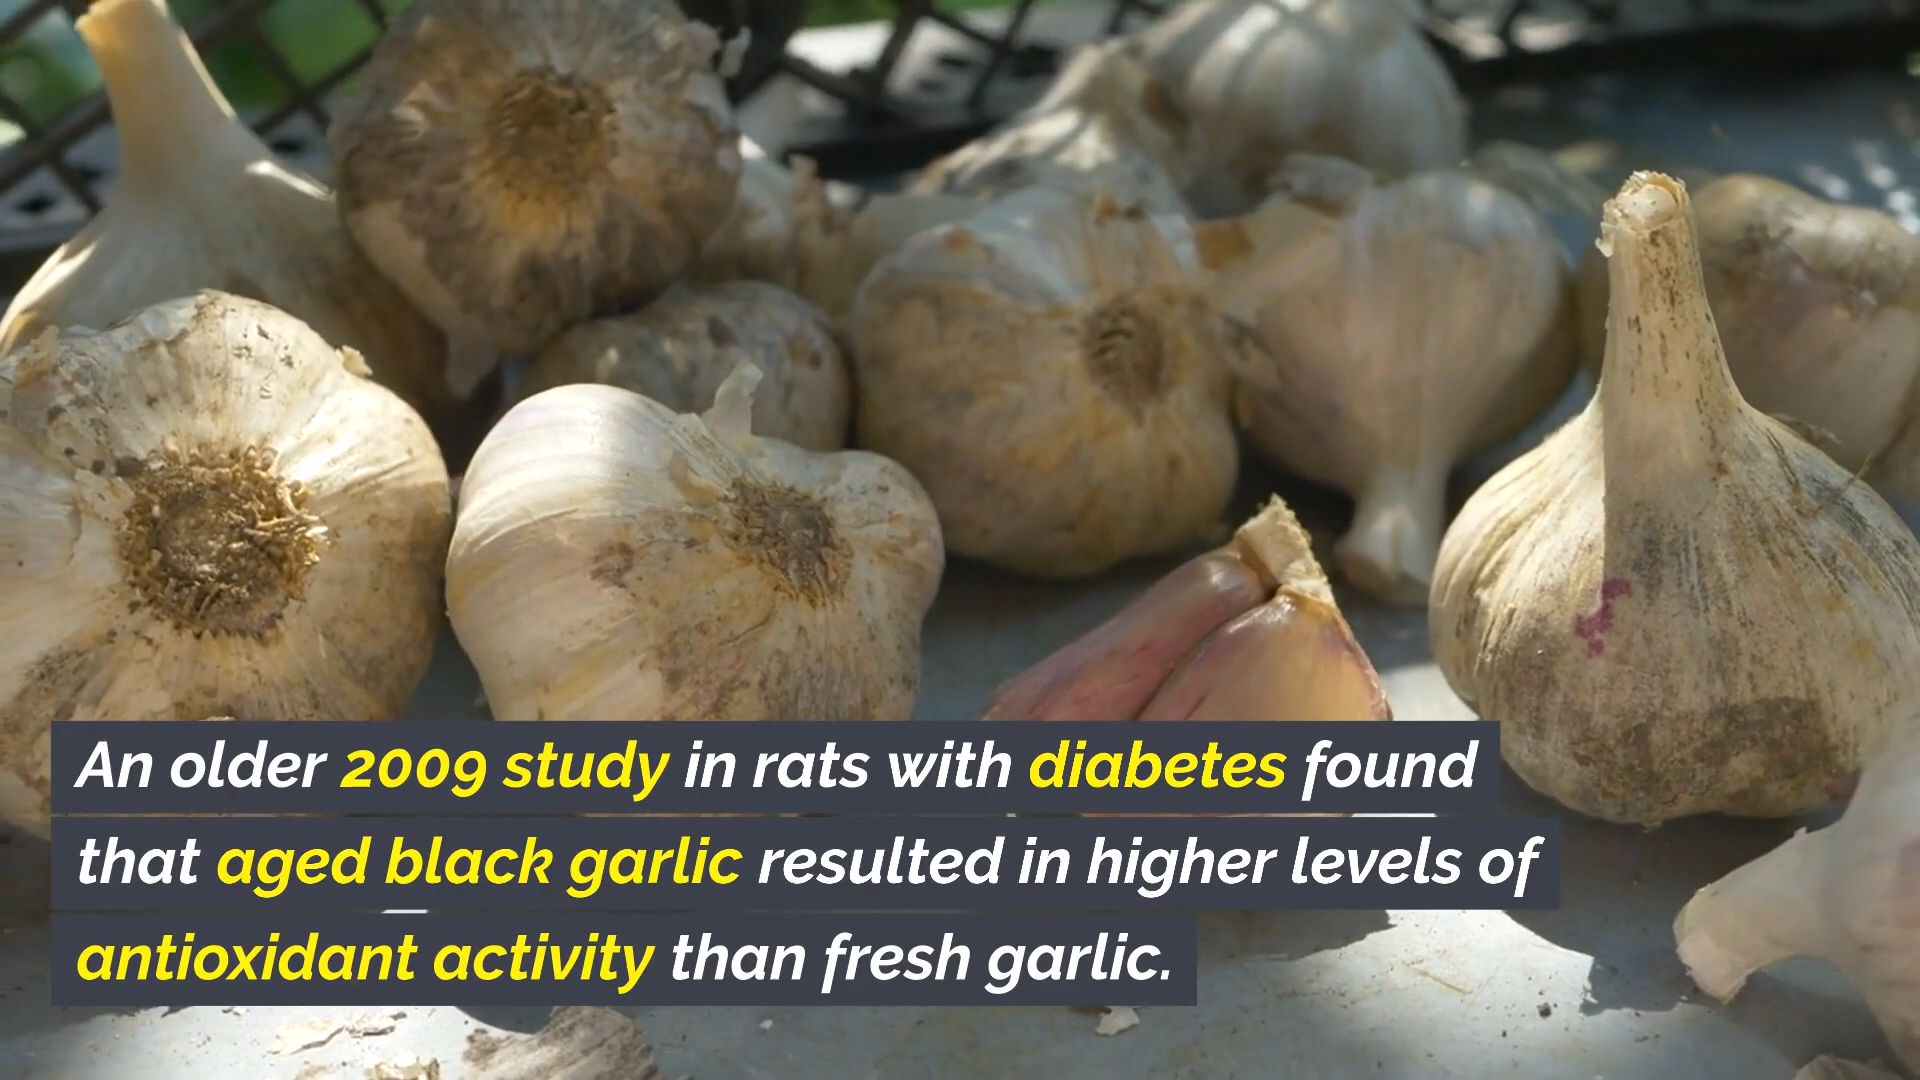 An older 2009 study in rats with diabetes found
that aged black garlic resulted in higher levels of
antioxidant activity than fresh garlic.